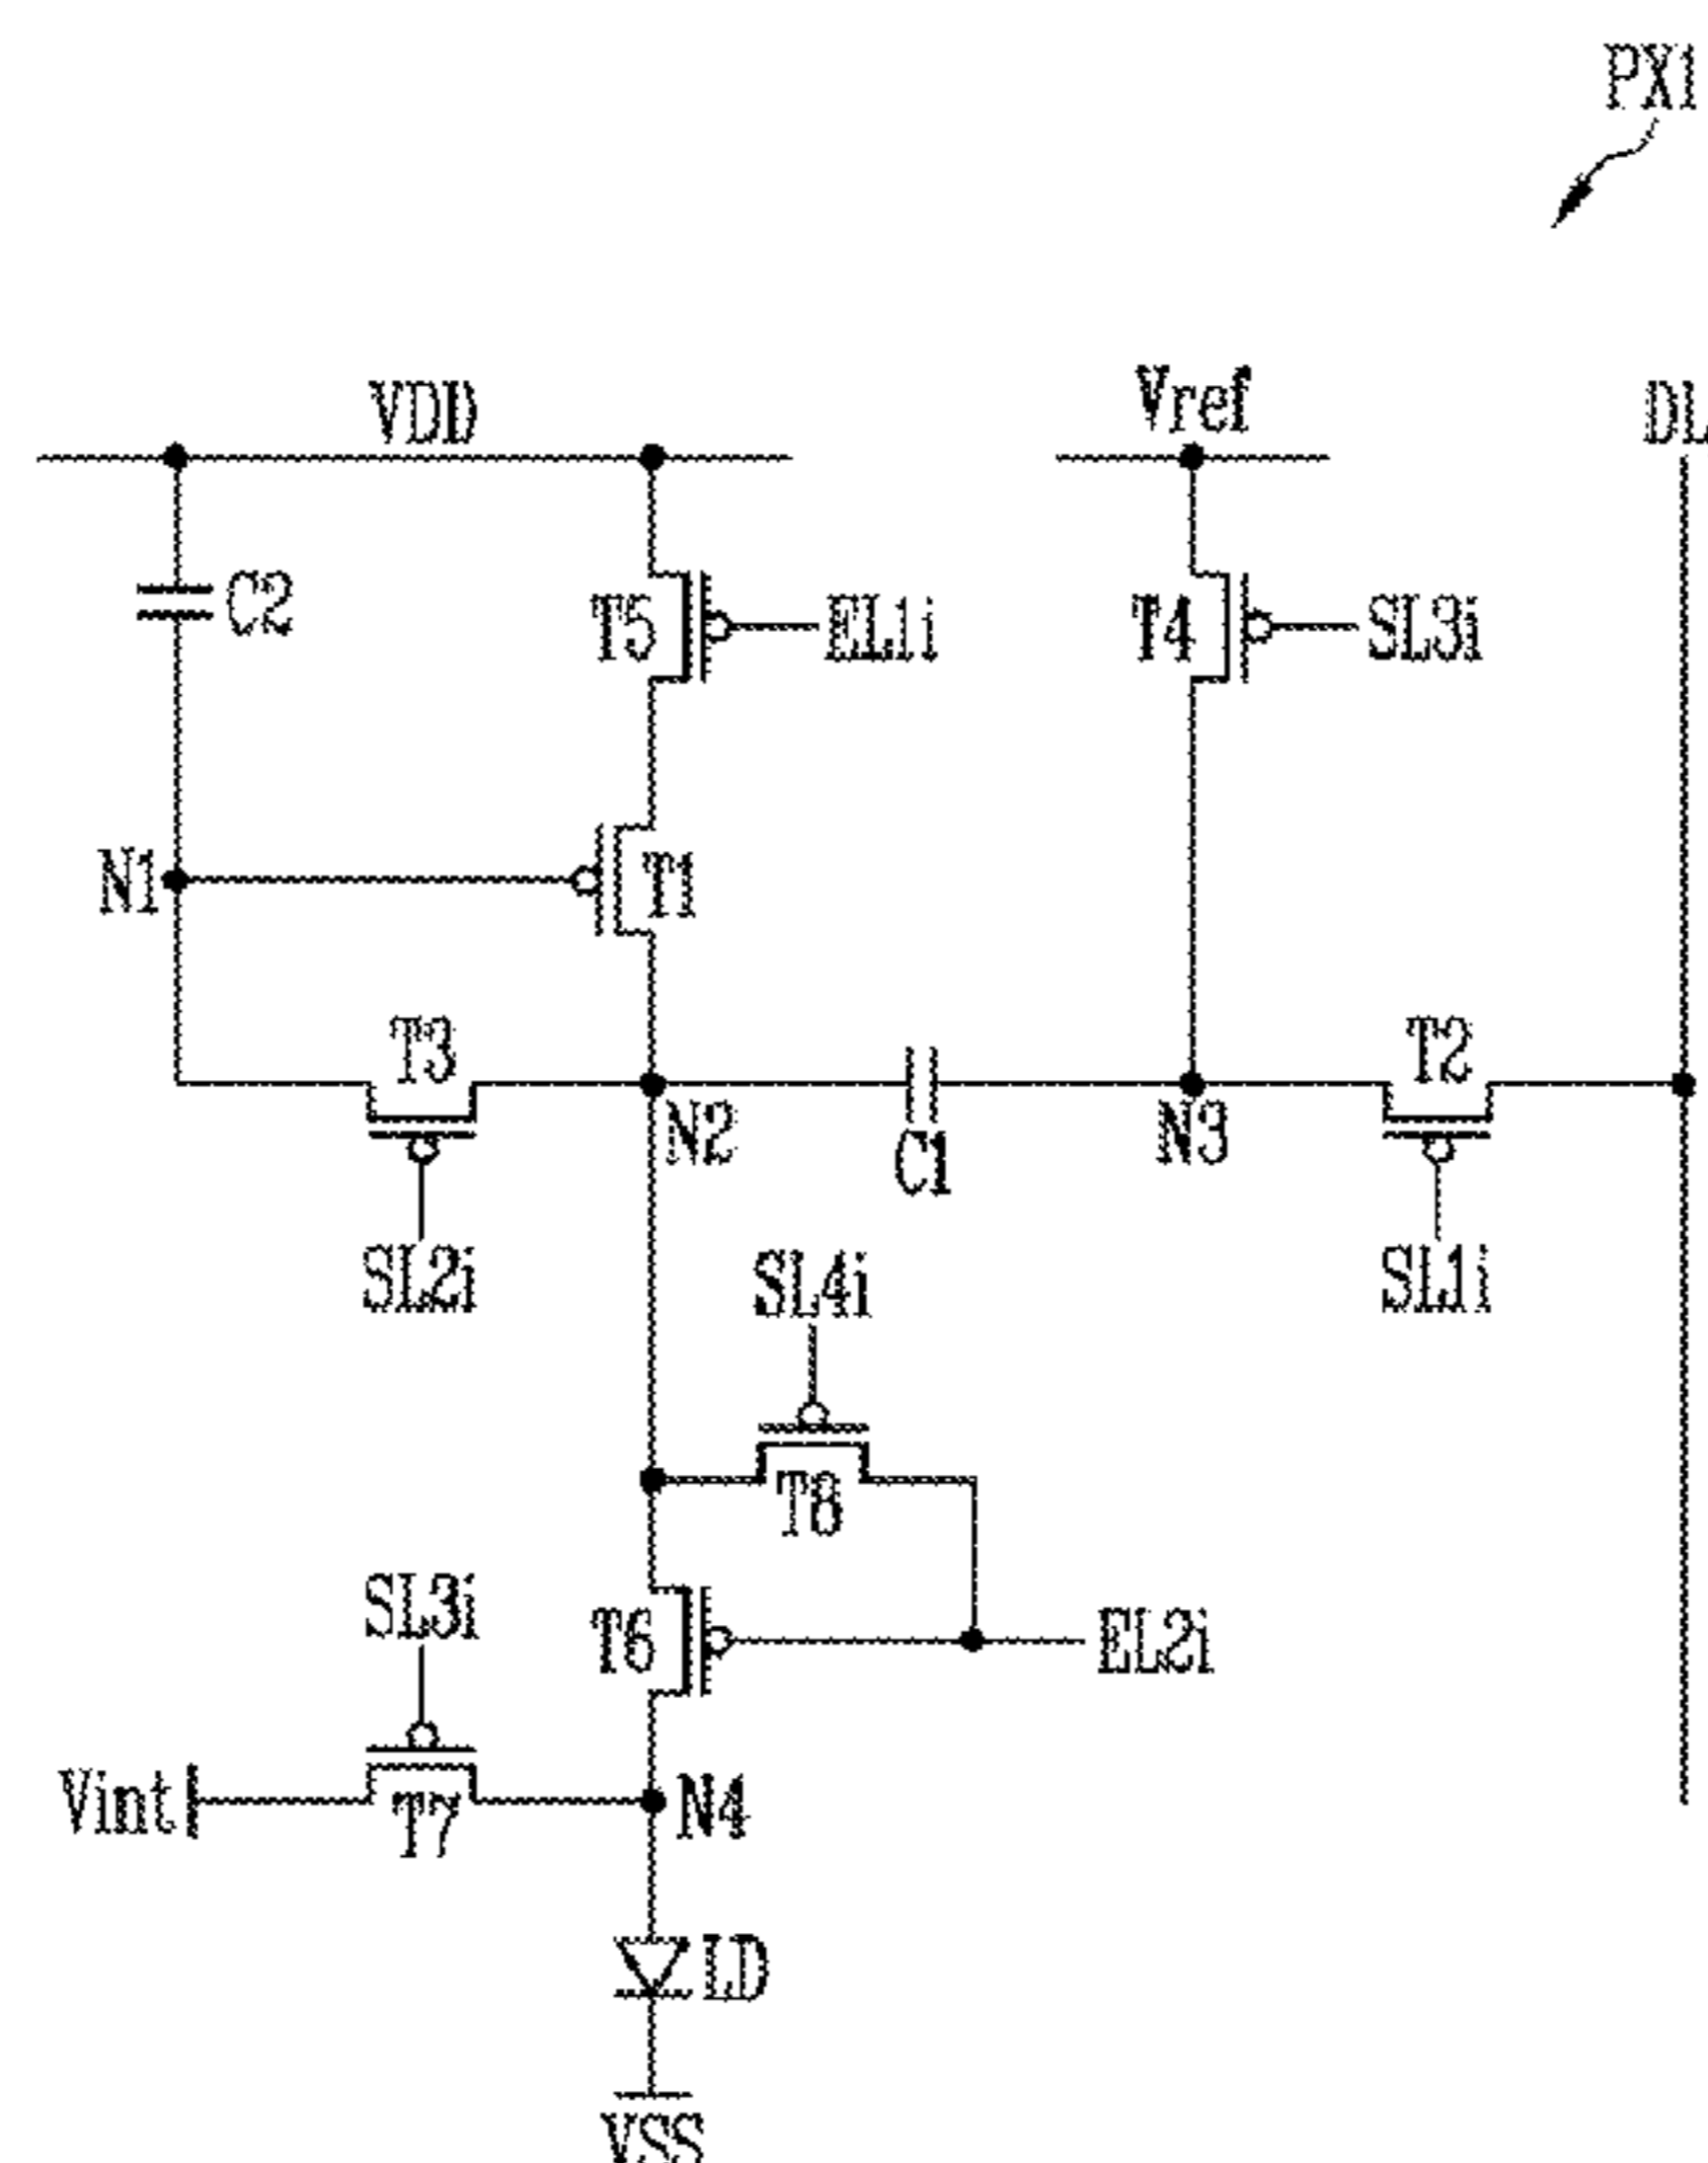 PX1
VDD
Vref
DL
C2
T5
EL1i
T4
SL3i
N1
T1
T3
T2
N2
C1
N3
SL2i
SL4i
SL1i
T8
SL3i
T6
EL2i
Vint
T7
N4
LD
VSS